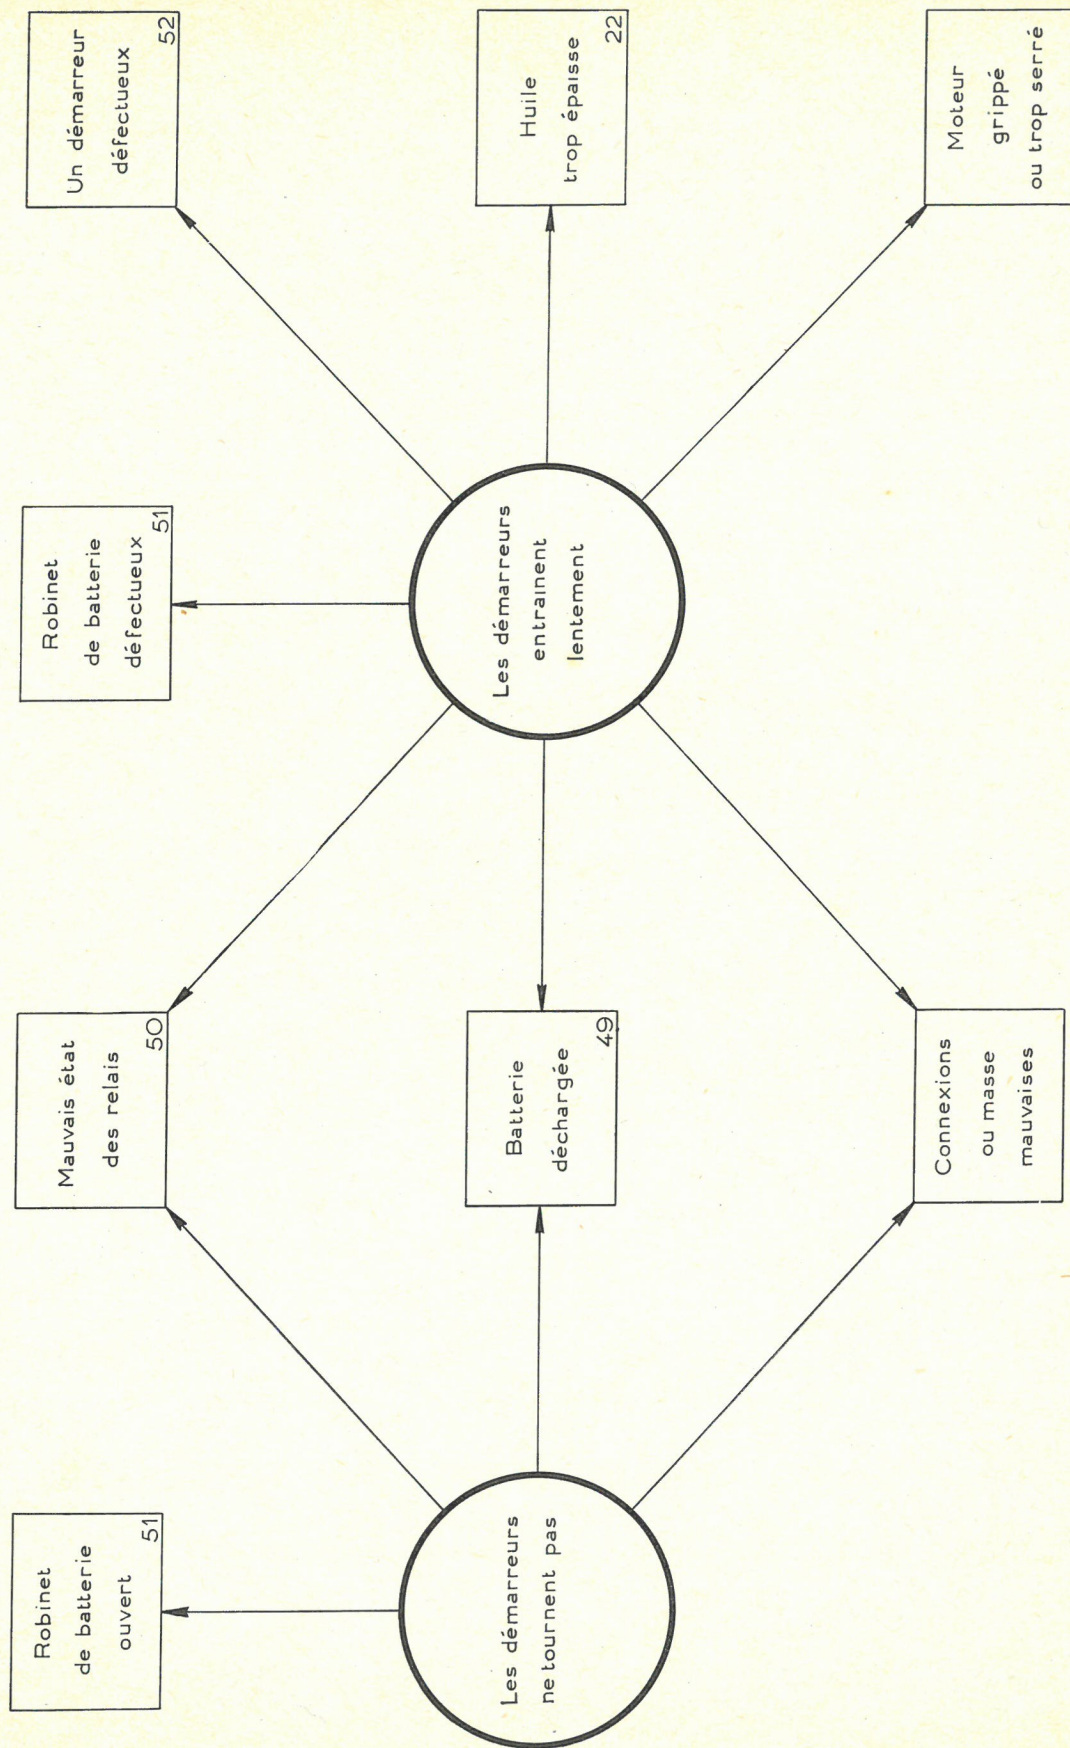 Robinet
de batterie
ouvert
51
Mauvais état
des relais
50
Robinet
de batterie
défectueux
51
Un démarreur
défectueux
52
Les démarreurs
ne tournent pas
Batterie
déchargée
49
Les démarreurs
entrainent
lentement
Huile
trop épaisse
22
Connexions
ou masse
mauvaises
Moteur
grippé
ou trop serré